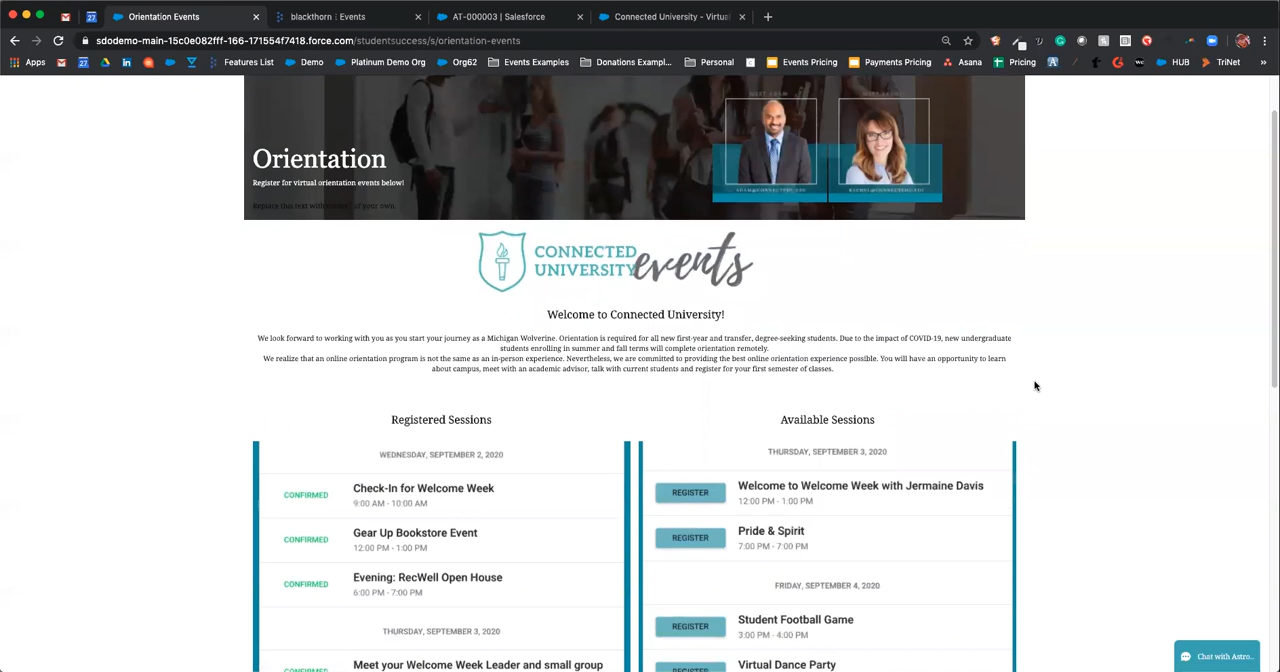 Orientation Events
blackthorn : Events
AT-000003 | Salesforce
Connected University - Virtual
sdodemo-main-15c0e082fff-166-171554f7418.force.com/studentsuccess/s/orientation-events
Apps
Features List
Demo
Platinum Demo Org
Org62
Events Examples
Donations Exampl...
Personal
Events Pricing
Payments Pricing
Asana
Pricing
HUB
TriNet
Orientation
Register for virtual orientation events below!
CONNECTED
UNIVERSITY
events
Welcome to Connected University!
We look forward to working with you as you start your journey as a Michigan Wolverine. Orientation is required for all new first-year and transfer, degree-seeking students. Due to the impact of COVID-19, new undergraduate
students enrolling in summer and fall terms will complete orientation remotely.
We realize that an online orientation program is not the same as an in-person experience. Nevertheless, we are committed to providing the best online orientation experience possible. You will have an opportunity to learn
about campus, meet with an academic advisor, talk with current students and register for your first semester of classes.
Registered Sessions
WEDNESDAY, SEPTEMBER 2, 2020
CONFIRMED
Check-In for Welcome Week
9:00 AM - 10:00 AM
CONFIRMED
Gear Up Bookstore Event
12:00 PM - 1:00 PM
CONFIRMED
Evening: RecWell Open House
6:00 PM - 7:00 PM
THURSDAY, SEPTEMBER 3, 2020
CONFIRMED
Meet your Welcome Week Leader and small group
Available Sessions
THURSDAY, SEPTEMBER 3, 2020
REGISTER
Welcome to Welcome Week with Jermaine Davis
12:00 PM - 1:00 PM
REGISTER
Pride & Spirit
7:00 PM - 7:00 PM
FRIDAY, SEPTEMBER 4, 2020
REGISTER
Student Football Game
3:00 PM - 4:00 PM
REGISTER
Virtual Dance Party
Chat with Astro..